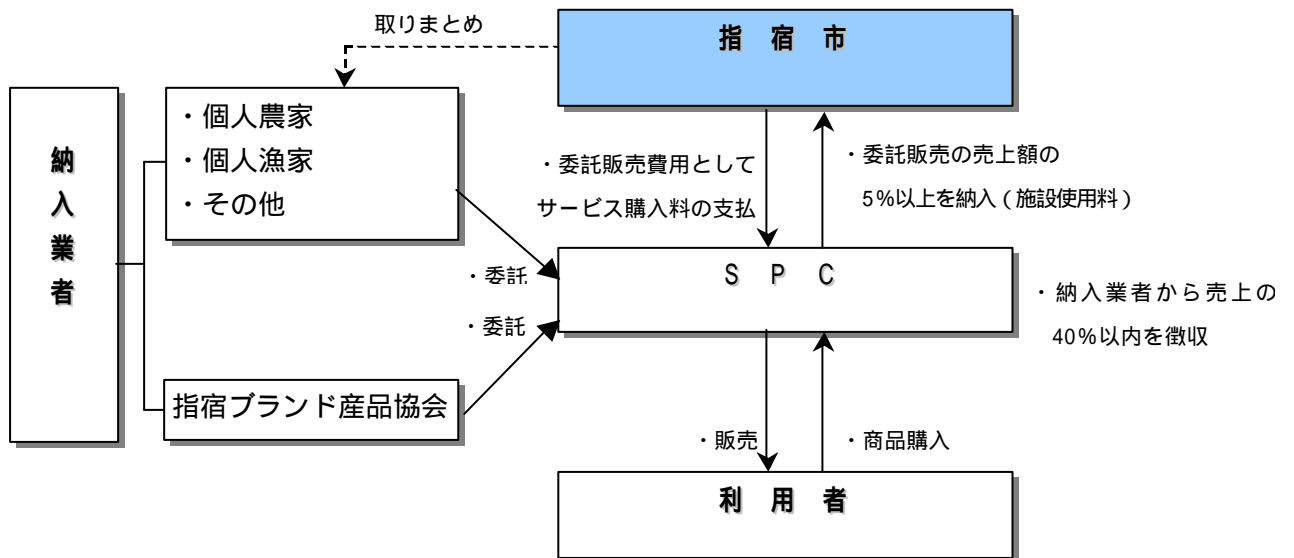 取りまとめ
指 宿 市
納入業者
・個人農家
・個人漁家
・その他
・委託販売費用として
サービス購入料の支払
・委託販売の売上額の
5%以上を納入（施設使用料）
・委託
・委託
S P C
・納入業者から売上の
40%以内を徴収
指宿ブランド産品協会
・販売
・商品購入
利 用 者